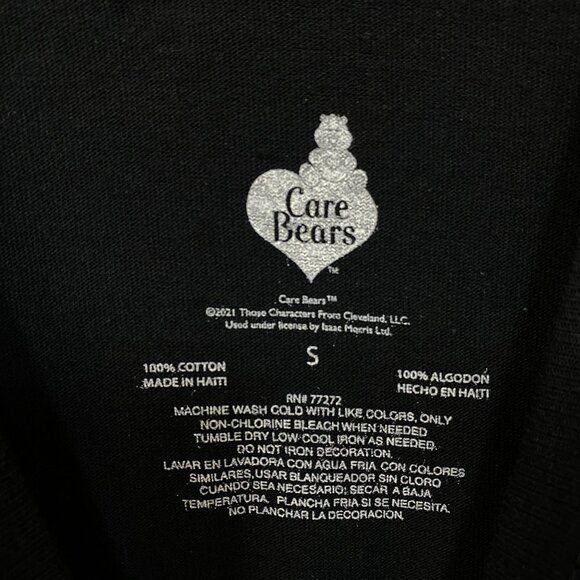 Care
Bears
™
Care Bears™
©2021 Those Characters From Cleveland, LLC.
Used under license by Isaac Morris Ltd.
S
100% COTTON
MADE IN HAITI
100% ALGODON
HECHO EN HAITI
RN# 77272
MACHINE WASH COLD WITH LIKE COLORS, ONLY
NON-CHLORINE BLEACH WHEN NEEDED
TUMBLE DRY LOW COOL IRON AS NEEDED.
DO NOT IRON DECORATION.
LAVAR EN LAVADORA CON AGUA FRIA CON COLORES
SIMILARES, USAR BLANQUEADOR SIN CLORO
CUANDO SEA NECESARIO. SECAR A BAJA
TEMPERATURA. PLANCHA FRIA SI SE NECESITA.
NO PLANCHAR LA DECORACION.